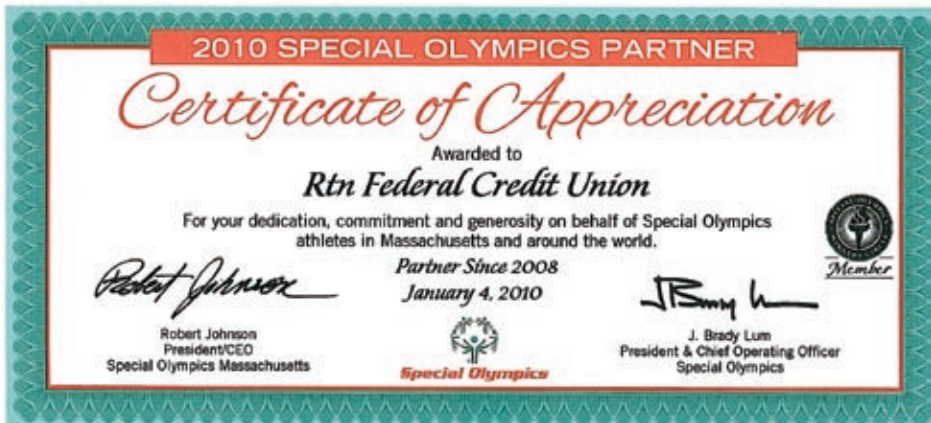 2010 SPECIAL OLYMPICS PARTNER
Certificate of Appreciation
Awarded to
Rtn Federal Credit Union
For your dedication, commitment and generosity on behalf of Special Olympics
athletes in Massachusetts and around the world.
Partner Since 2008
January 4, 2010
Robert Johnson
Robert Johnson
President/CEO
Special Olympics Massachusetts
Special Olympics
J. Brady Lum
President & Chief Operating Officer
Special Olympics
Member